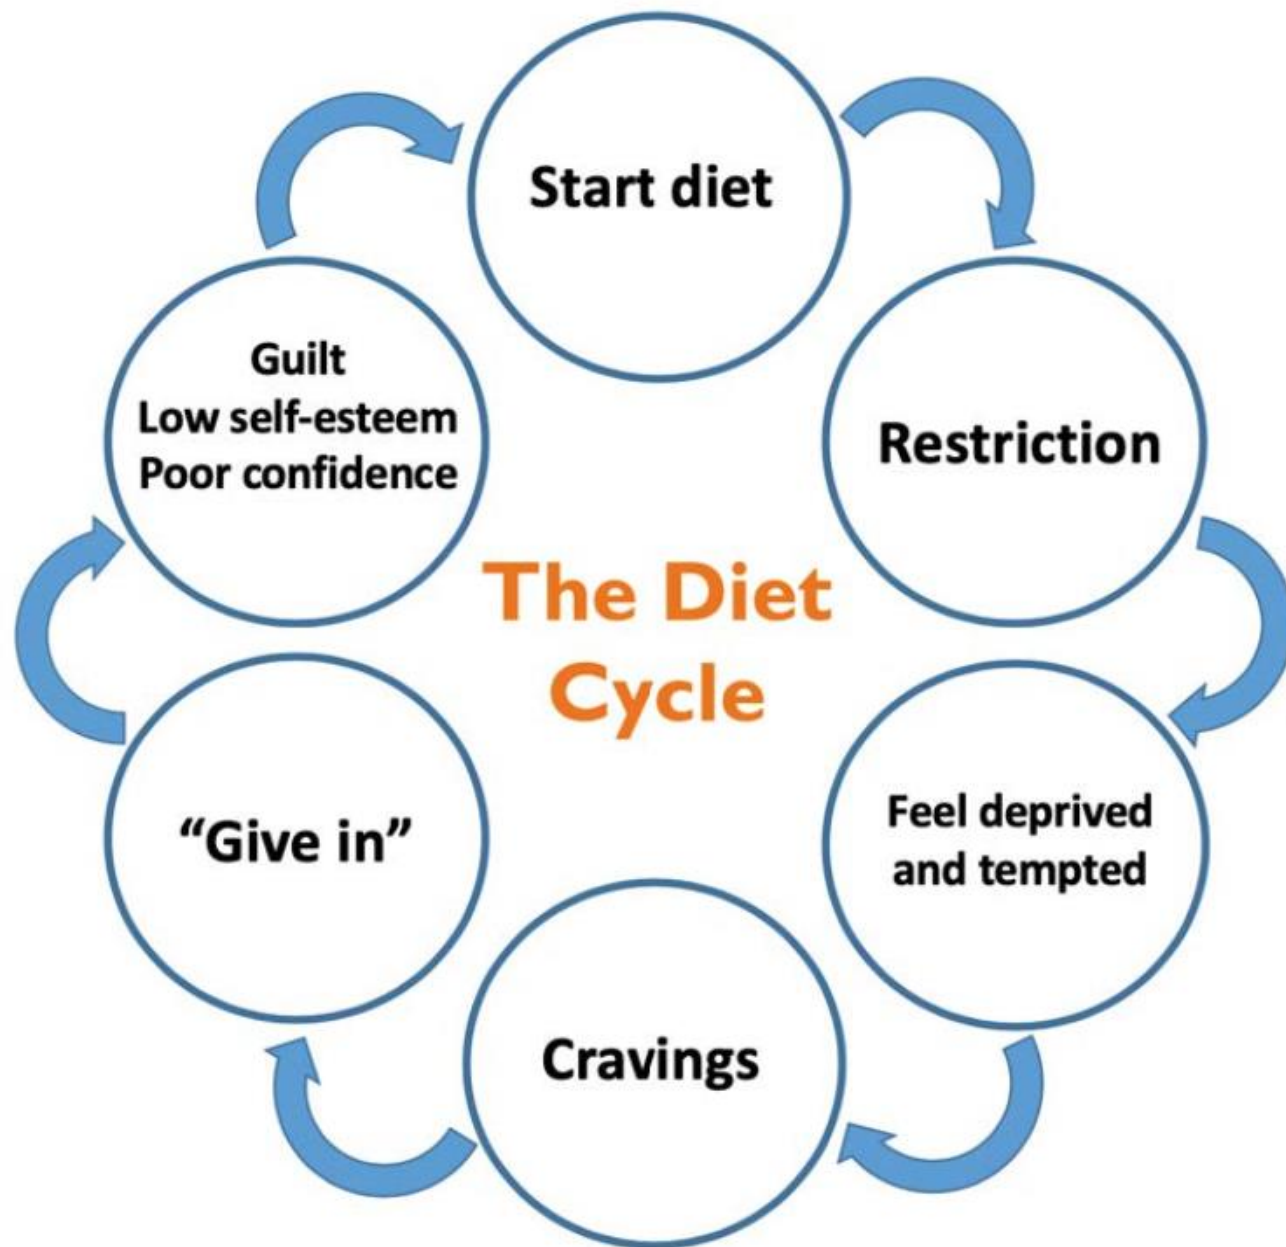 Start diet
Restriction
Feel deprived
and tempted
Cravings
“Give in”
Guilt
Low self-esteem
Poor confidence
The Diet
Cycle